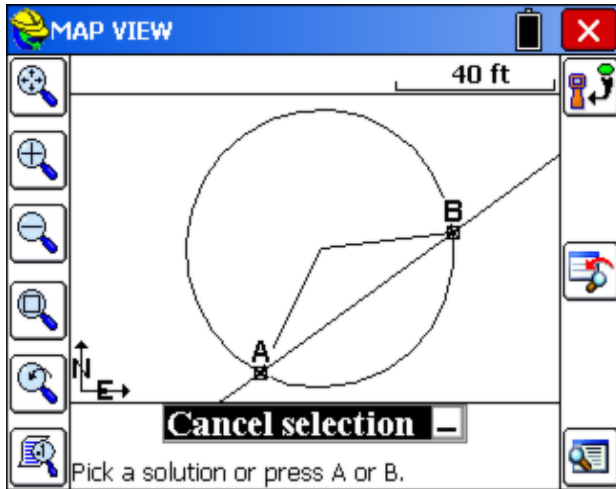 MAP VIEW
40 ft
B
A
N
E
Cancel selection
Pick a solution or press A or B.